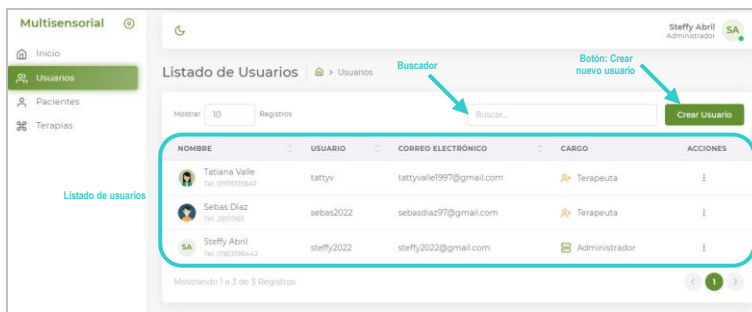 Multisensorial
Inicio
Usuarios
Pacientes
Terapias
Steffy Abril
Administrador
SA
Listado de Usuarios
> Usuarios
Buscador
Botón: Crear
nuevo usuario
Mostrar 10 Registros
Buscar...
Crear Usuario
NOMBRE USUARIO CORREO ELECTRÓNICO CARGO ACCIONES
Tatiana Valle tattyv tattyvalle1997@gmail.com Terapeuta
Tel:
Listado de usuarios
Sebas Diaz sebas2022 sebasdiaz97@gmail.com Terapeuta
Tel: 2851963
SA Steffy Abril steffy2022 steffy2022@gmail.com Administrador
Tel: 0983196442
Mostrando 1 a 3 de 3 Registros
< 1 >